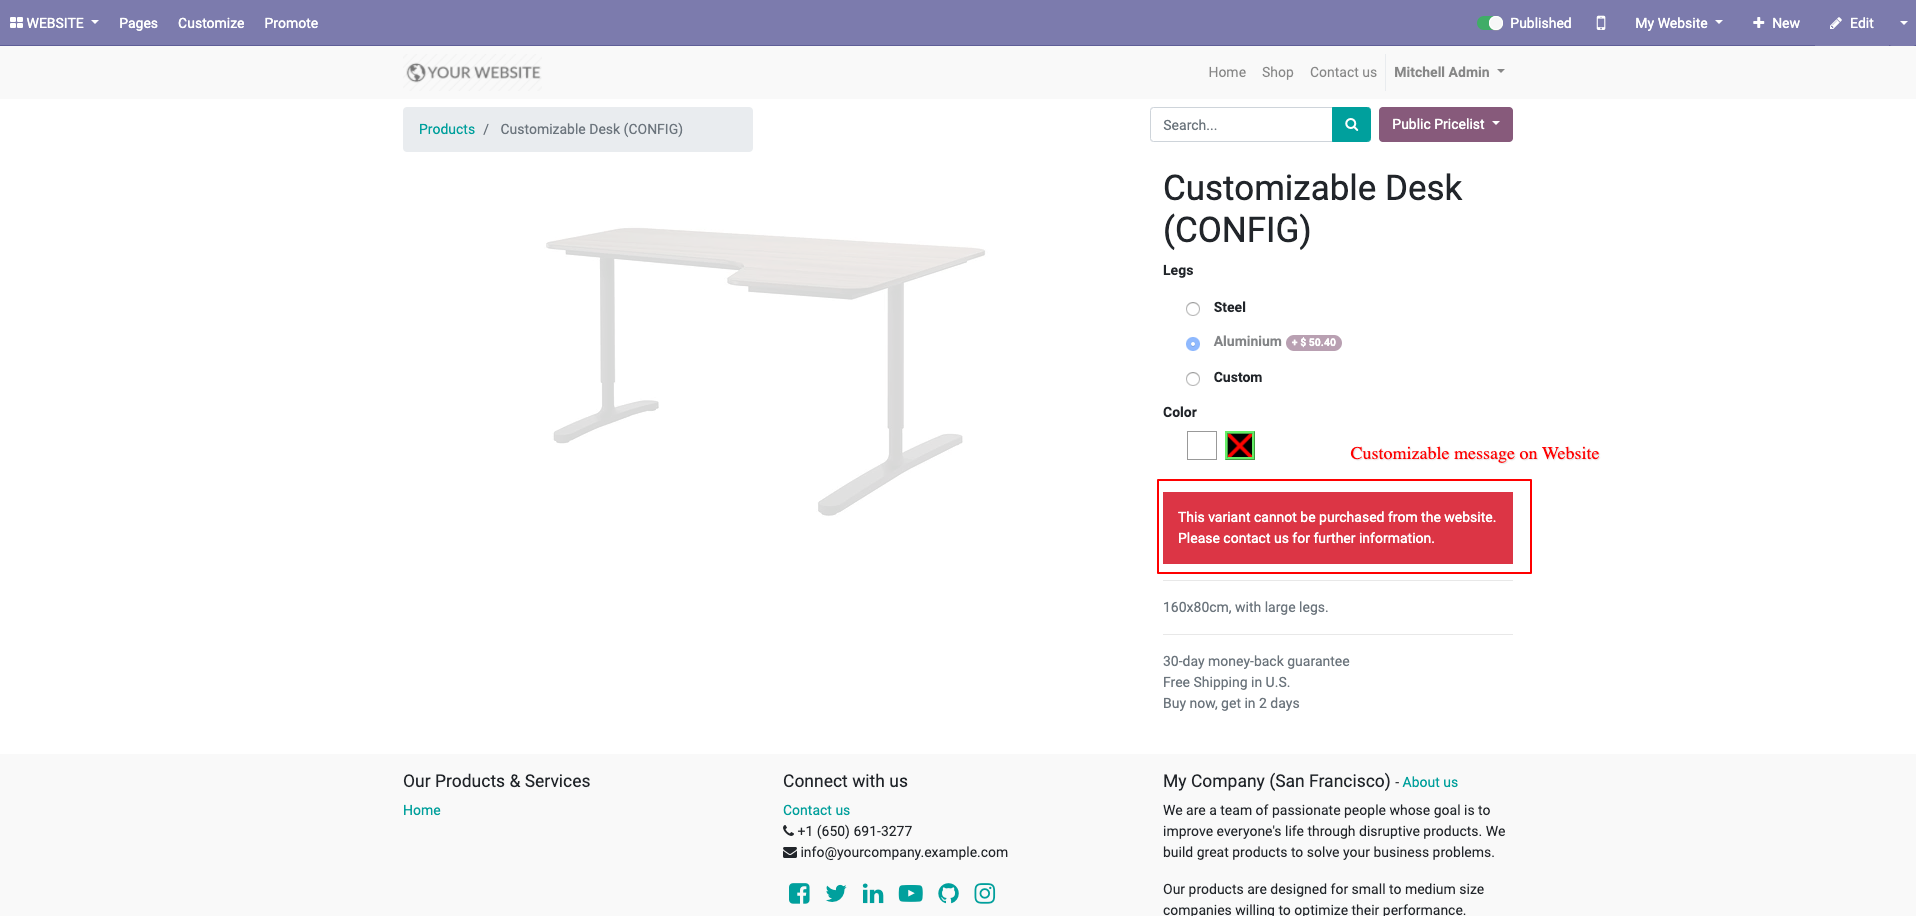 WEBSITE Pages Customize Promote Published My Website New Edit
YOUR WEBSITE Home Shop Contact us Mitchell Admin
Products / Customizable Desk (CONFIG) Search... Public Pricelist
Customizable Desk
(CONFIG)
Legs
Steel
Aluminium + $ 50.40
Custom
Color
Customizable message on Website
This variant cannot be purchased from the website.
Please contact us for further information.
160x80cm, with large legs.
30-day money-back guarantee
Free Shipping in U.S.
Buy now, get in 2 days
Our Products & Services
Home
Connect with us
Contact us
+1 (650) 691-3277
info@yourcompany.example.com
My Company (San Francisco) - About us
We are a team of passionate people whose goal is to
improve everyone's life through disruptive products. We
build great products to solve your business problems.
Our products are designed for small to medium size
companies willing to optimize their performance.